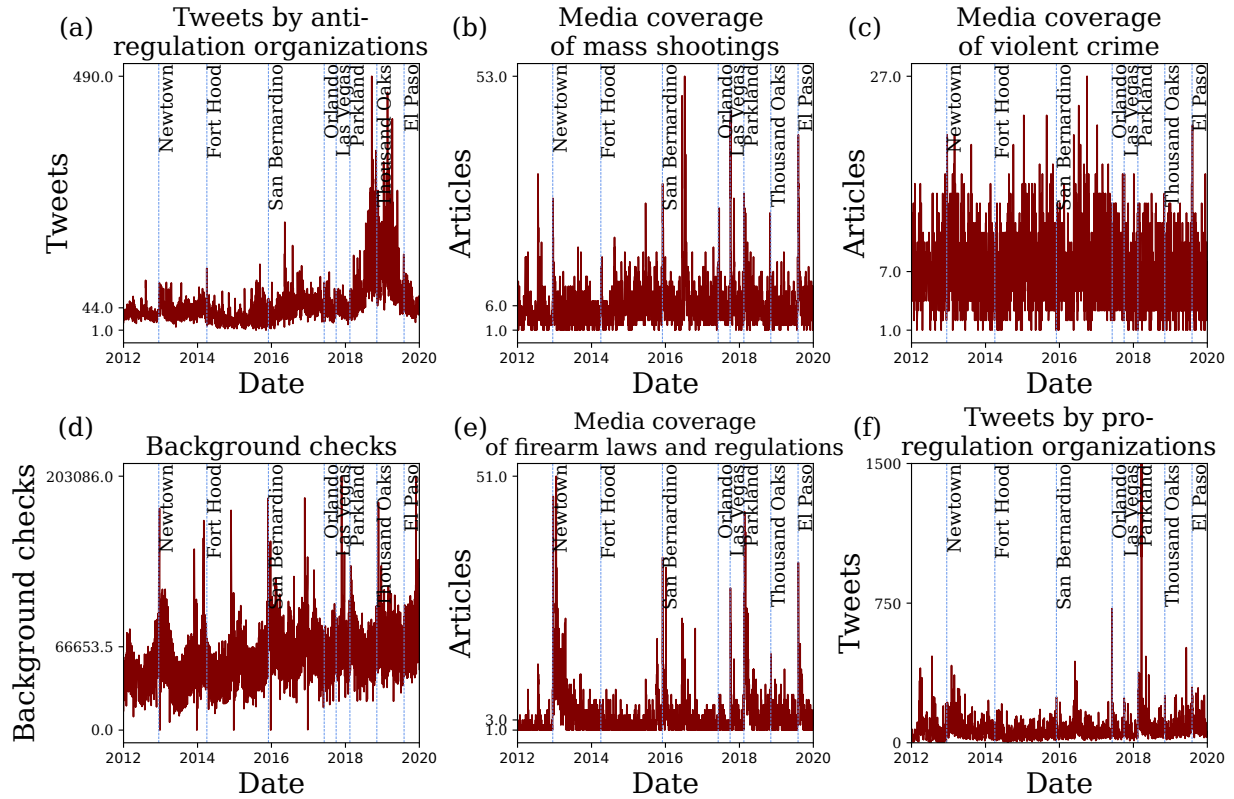 (a)
Tweets by anti-
regulation organizations
490.0
44.0
1.0
Tweets
Newtown
Fort Hood
San Bernardino
Orlando
Las Vegas
Parkland
Thousand Oaks
El Paso
2012
2014
2016
2018
2020
Date
(b)
Media coverage
of mass shootings
53.0
6.0
1.0
Articles
Newtown
Fort Hood
San Bernardino
Orlando
Las Vegas
Parkland
Thousand Oaks
El Paso
2012
2014
2016
2018
2020
Date
(c)
Media coverage
of violent crime
27.0
7.0
1.0
Articles
Newtown
Fort Hood
San Bernardino
Orlando
Las Vegas
Parkland
Thousand Oaks
El Paso
2012
2014
2016
2018
2020
Date
(d)
Background checks
203086.0
66653.5
0.0
Background checks
Newtown
Fort Hood
San Bernardino
Orlando
Las Vegas
Parkland
Thousand Oaks
El Paso
2012
2014
2016
2018
2020
Date
(e)
Media coverage
of firearm laws and regulations
51.0
3.0
1.0
Articles
Newtown
Fort Hood
San Bernardino
Orlando
Las Vegas
Parkland
Thousand Oaks
El Paso
2012
2014
2016
2018
2020
Date
(f)
Tweets by pro-
regulation organizations
1500
750
0
Tweets
Newtown
Fort Hood
San Bernardino
Orlando
Las Vegas
Parkland
Thousand Oaks
El Paso
2012
2014
2016
2018
2020
Date